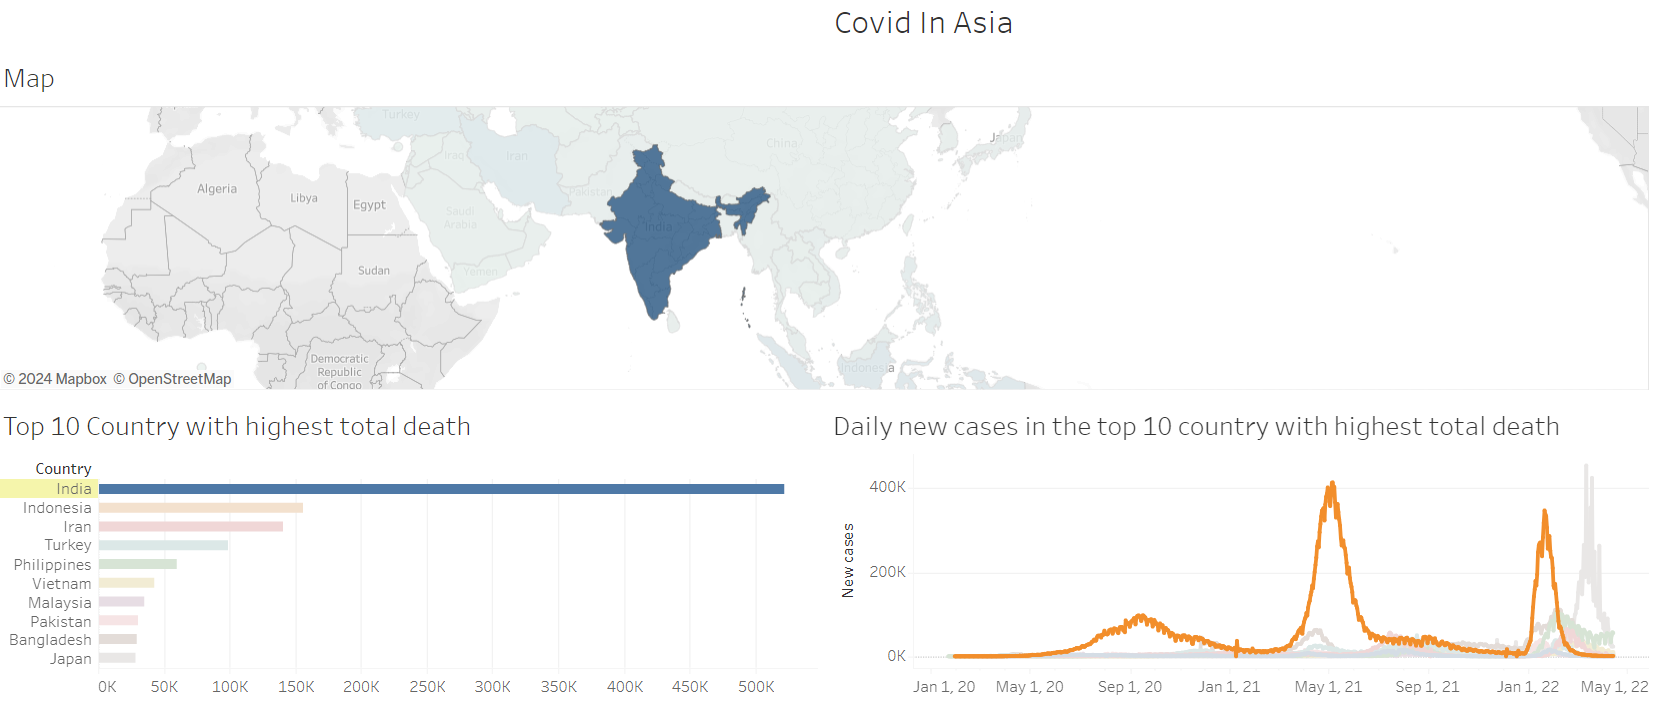 Covid In Asia
Map
Turkey
Japan
China
Iraq
Iran
Algeria
Libya
Egypt
Pakistan
Saudi
Arabia
India
Sudan
Yemen
Democratic
Republic
of Congo
Indonesia
© 2024 Mapbox © OpenStreetMap
Top 10 Country with highest total death
Country
India
Indonesia
Iran
Turkey
Philippines
Vietnam
Malaysia
Pakistan
Bangladesh
Japan
0K 50K 100K 150K 200K 250K 300K 350K 400K 450K 500K
Daily new cases in the top 10 country with highest total death
New cases
400K
200K
0K
Jan 1, 20 May 1, 20 Sep 1, 20 Jan 1, 21 May 1, 21 Sep 1, 21 Jan 1, 22 May 1, 22